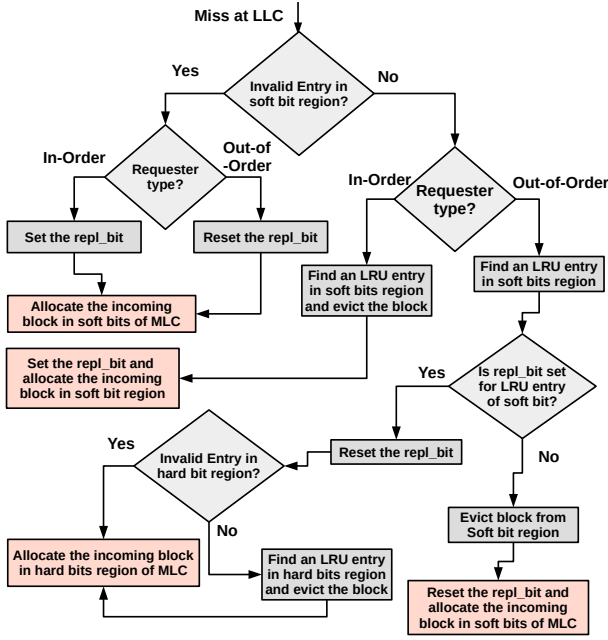 Miss at LLC
Invalid Entry in
soft bit region?
Yes
No
Requester
type?
In-Order
Out-of
-Order
Set the repl_bit
Reset the repl_bit
Allocate the incoming
block in soft bits of MLC
Requester
type?
In-Order
Out-of-Order
Find an LRU entry
in soft bits region
and evict the block
Find an LRU entry
in soft bits region
Set the repl_bit and
allocate the incoming
block in soft bit region
Is repl_bit set
for LRU entry
of soft bit?
Yes
No
Reset the repl_bit
Invalid Entry in
hard bit region?
Yes
No
Evict block from
Soft bit region
Allocate the incoming block
in hard bits region of MLC
Find an LRU entry
in hard bits region
and evict the block
Reset the repl_bit and
allocate the incoming
block in soft bits of MLC